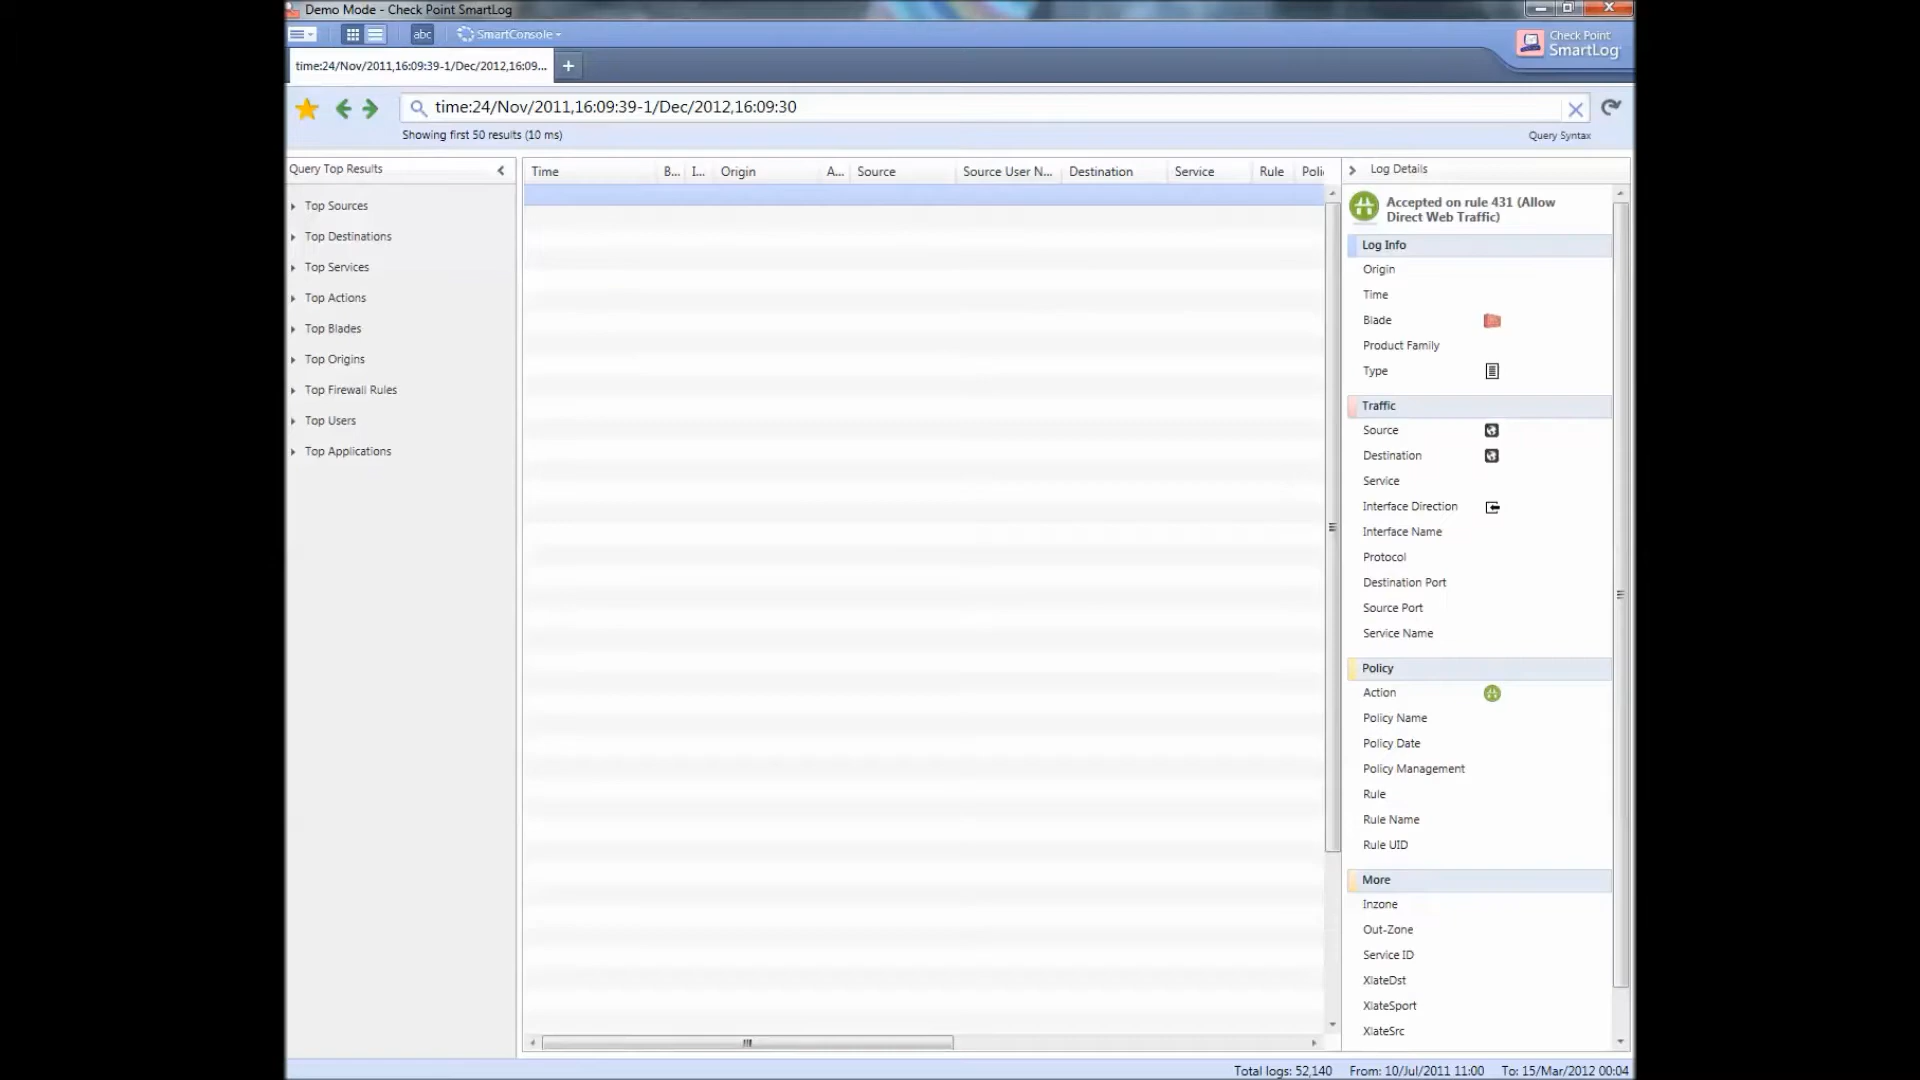 Demo Mode - Check Point SmartLog
abc
SmartConsole
Check Point
SmartLog
time:24/Nov/2011,16:09:39-1/Dec/2012,16:09...
+
time:24/Nov/2011,16:09:39-1/Dec/2012,16:09:30
Showing first 50 results (10 ms)
Query Syntax
Query Top Results
Top Sources
Top Destinations
Top Services
Top Actions
Top Blades
Top Origins
Top Firewall Rules
Top Users
Top Applications
Time B... I... Origin A... Source Source User N... Destination Service Rule Poli
Log Details
Accepted on rule 431 (Allow
Direct Web Traffic)
Log Info
Origin
Time
Blade
Product Family
Type
Traffic
Source
Destination
Service
Interface Direction
Interface Name
Protocol
Destination Port
Source Port
Service Name
Policy
Action
Policy Name
Policy Date
Policy Management
Rule
Rule Name
Rule UID
More
Inzone
Out-Zone
Service ID
XlateDst
XlateSport
XlateSrc
Total logs: 52,140 From: 10/Jul/2011 11:00 To: 15/Mar/2012 00:04